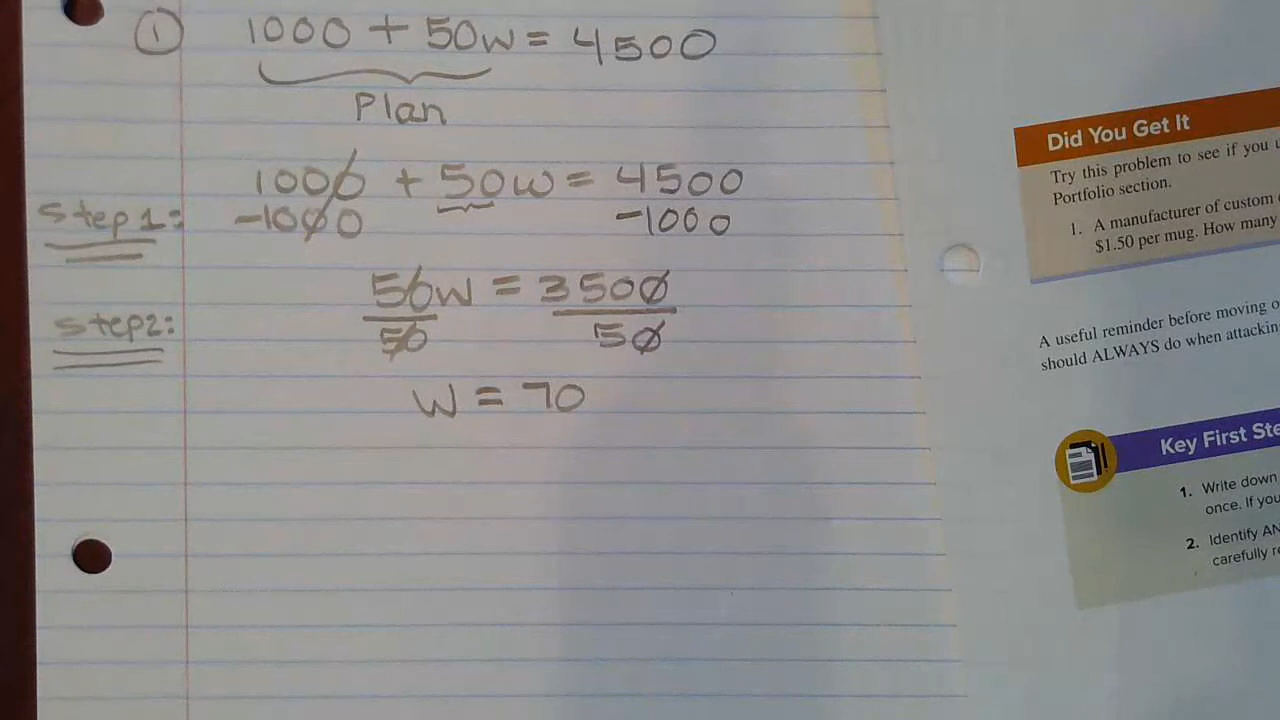 ① 1000 + 50w = 4500
Plan
1000 + 50w = 4500
Step 1: -1000 -1000
50w = 3500
Step 2: 50 50
w = 70
Did You Get It
Try this problem to see if you
Portfolio section.
1. A manufacturer of custom
$1.50 per mug. How many
A useful reminder before moving
should ALWAYS do when
Key First
1. Write down
once. If you
2. Identify
carefully